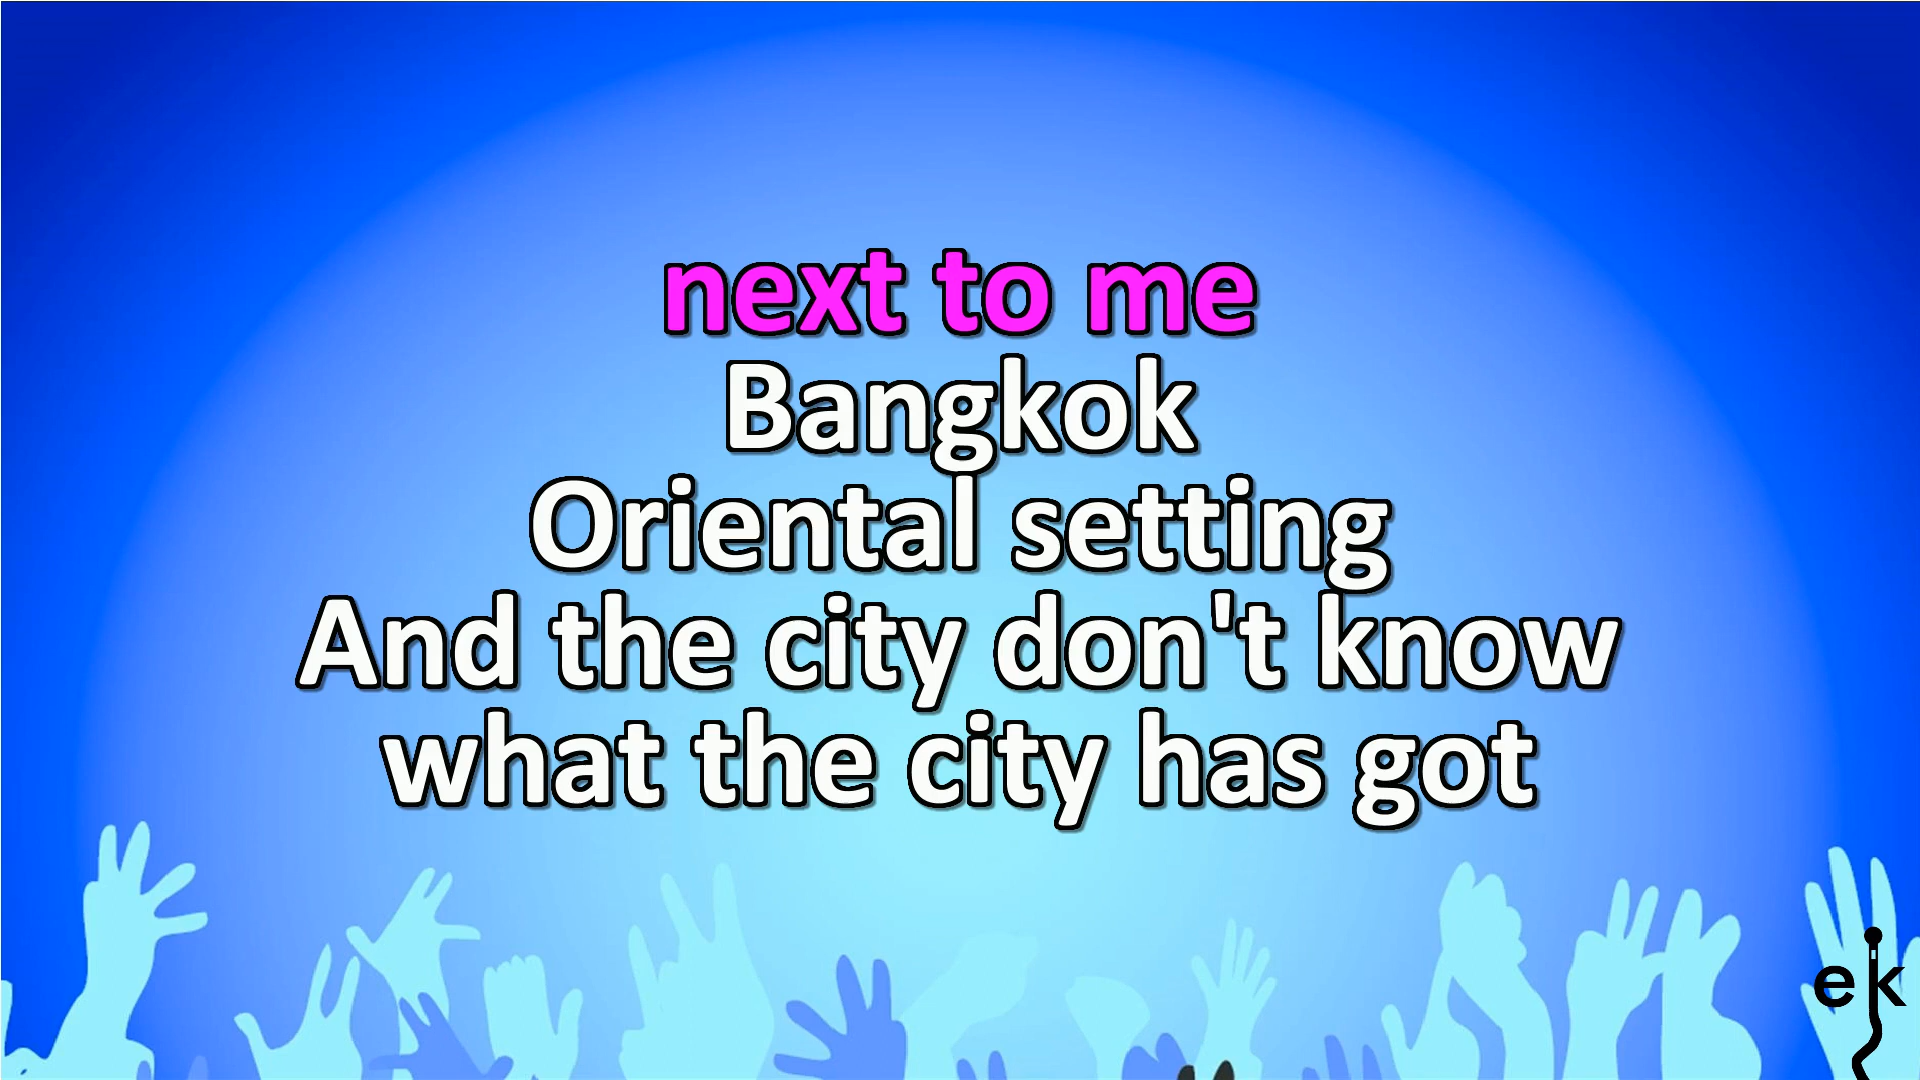 next to me
Bangkok
Oriental setting
And the city don't know
what the city has got
ek